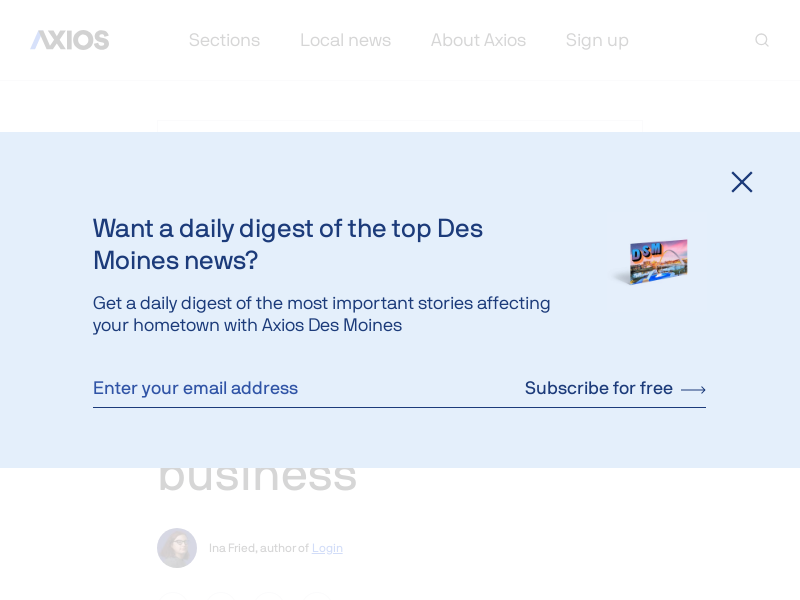 AXIOS
Sections
Local news
About Axios
Sign up
Want a daily digest of the top Des
Moines news?
DSM
Get a daily digest of the most important stories affecting
your hometown with Axios Des Moines
Enter your email address
Subscribe for free
business
Ina Fried, author of Login